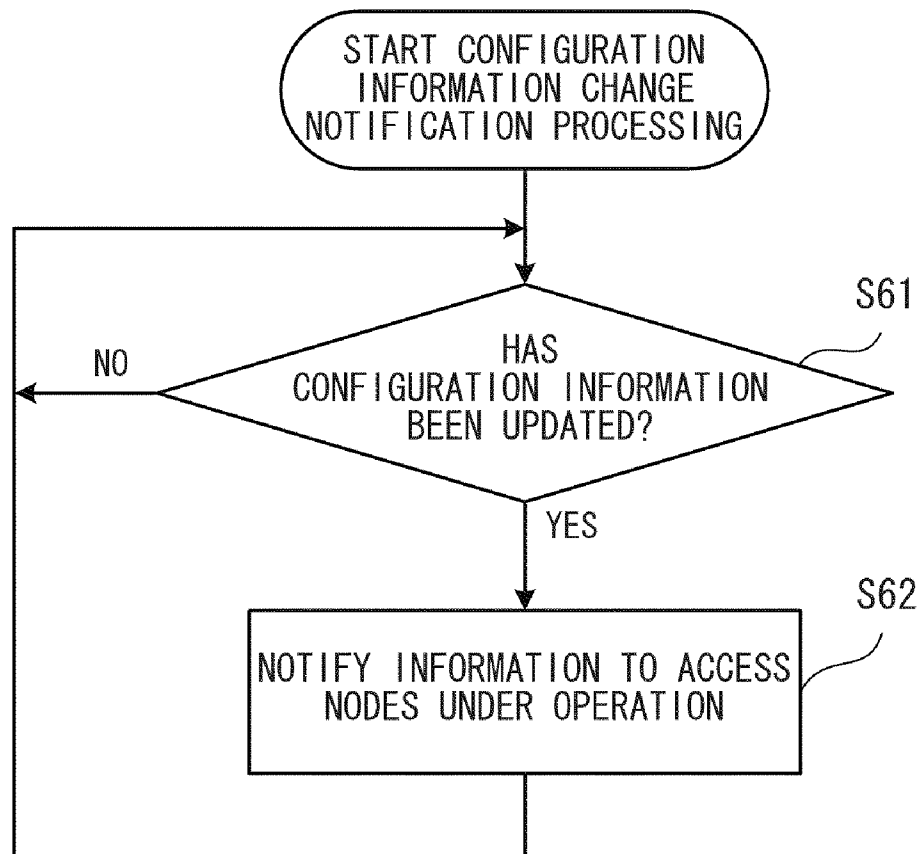 START CONFIGURATION
INFORMATION CHANGE
NOTIFICATION PROCESSING
S61
NO
HAS
CONFIGURATION INFORMATION
BEEN UPDATED?
YES
S62
NOTIFY INFORMATION TO ACCESS
NODES UNDER OPERATION